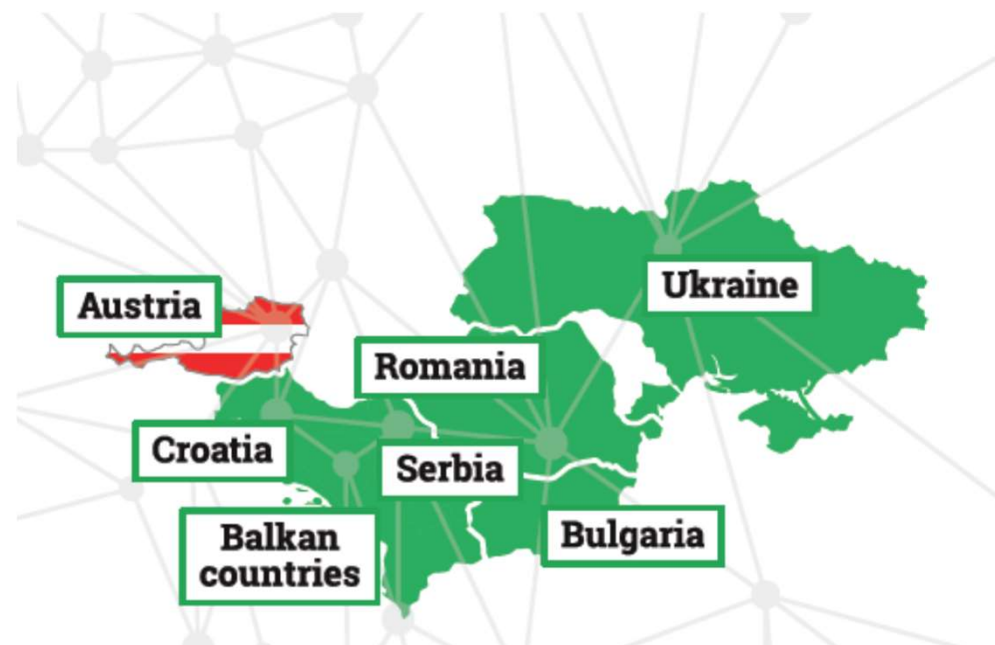 Austria
Ukraine
Romania
Croatia
Serbia
Balkan
countries
Bulgaria